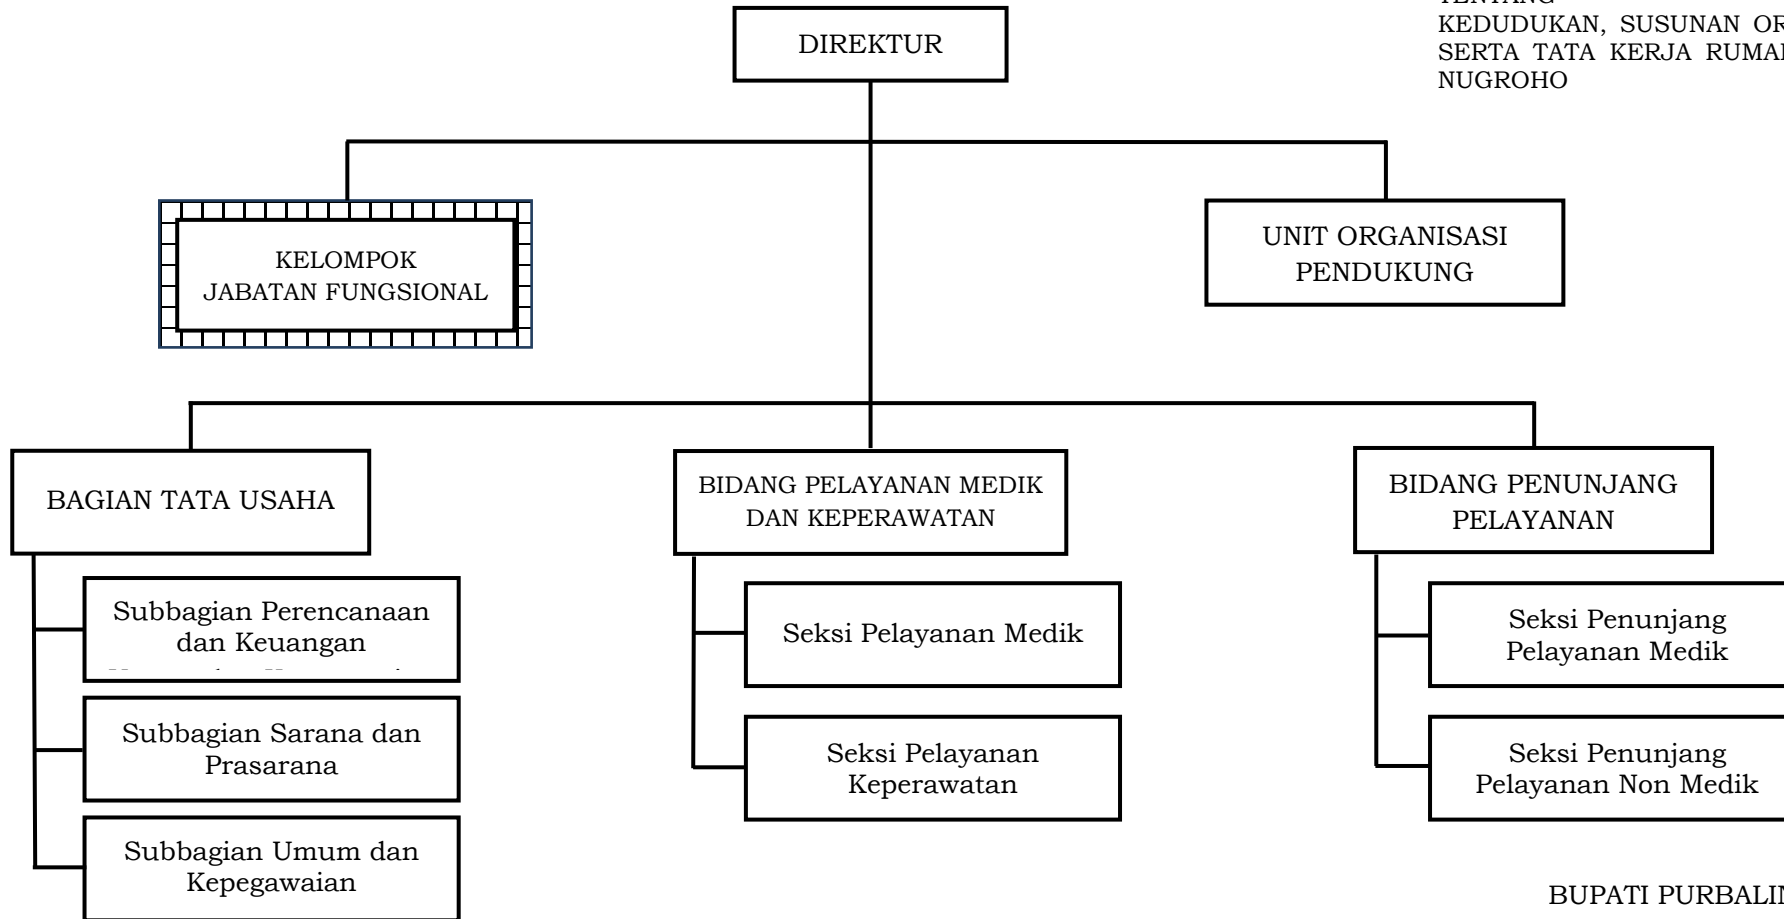 TENTANG
KEDUDUKAN, SUSUNAN OR
SERTA TATA KERJA RUMA
NUGROHO
DIREKTUR
KELOMPOK
JABATAN FUNGSIONAL
UNIT ORGANISASI
PENDUKUNG
BAGIAN TATA USAHA
Subbagian Perencanaan
dan Keuangan
Subbagian Sarana dan
Prasarana
Subbagian Umum dan
Kepegawaian
BIDANG PELAYANAN MEDIK
DAN KEPERAWATAN
Seksi Pelayanan Medik
Seksi Pelayanan
Keperawatan
BIDANG PENUNJANG
PELAYANAN
Seksi Penunjang
Pelayanan Medik
Seksi Penunjang
Pelayanan Non Medik
BUPATI PURBALIN